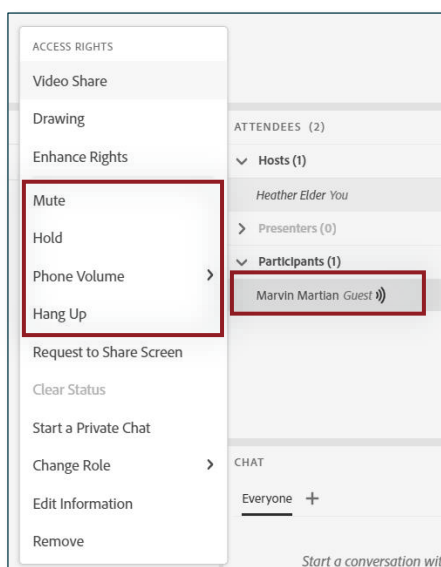 ACCESS RIGHTS
Video Share
Drawing
Enhance Rights
Mute
Hold
Phone Volume
Hang Up
Request to Share Screen
Clear Status
Start a Private Chat
Change Role
Edit Information
Remove
ATTENDEES (2)
Hosts (1)
Heather Elder You
Presenters (0)
Participants (1)
Marvin Martian Guest
CHAT
Everyone +
Start a conversation wit